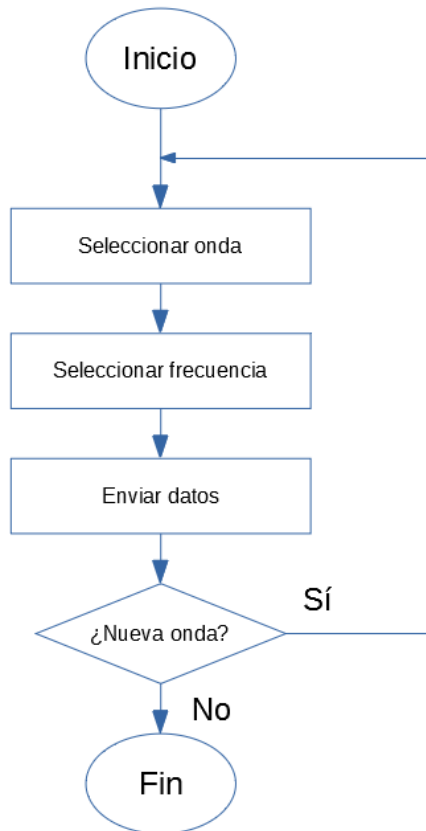 Inicio
Seleccionar onda
Seleccionar frecuencia
Enviar datos
¿Nueva onda?
Sí
No
Fin